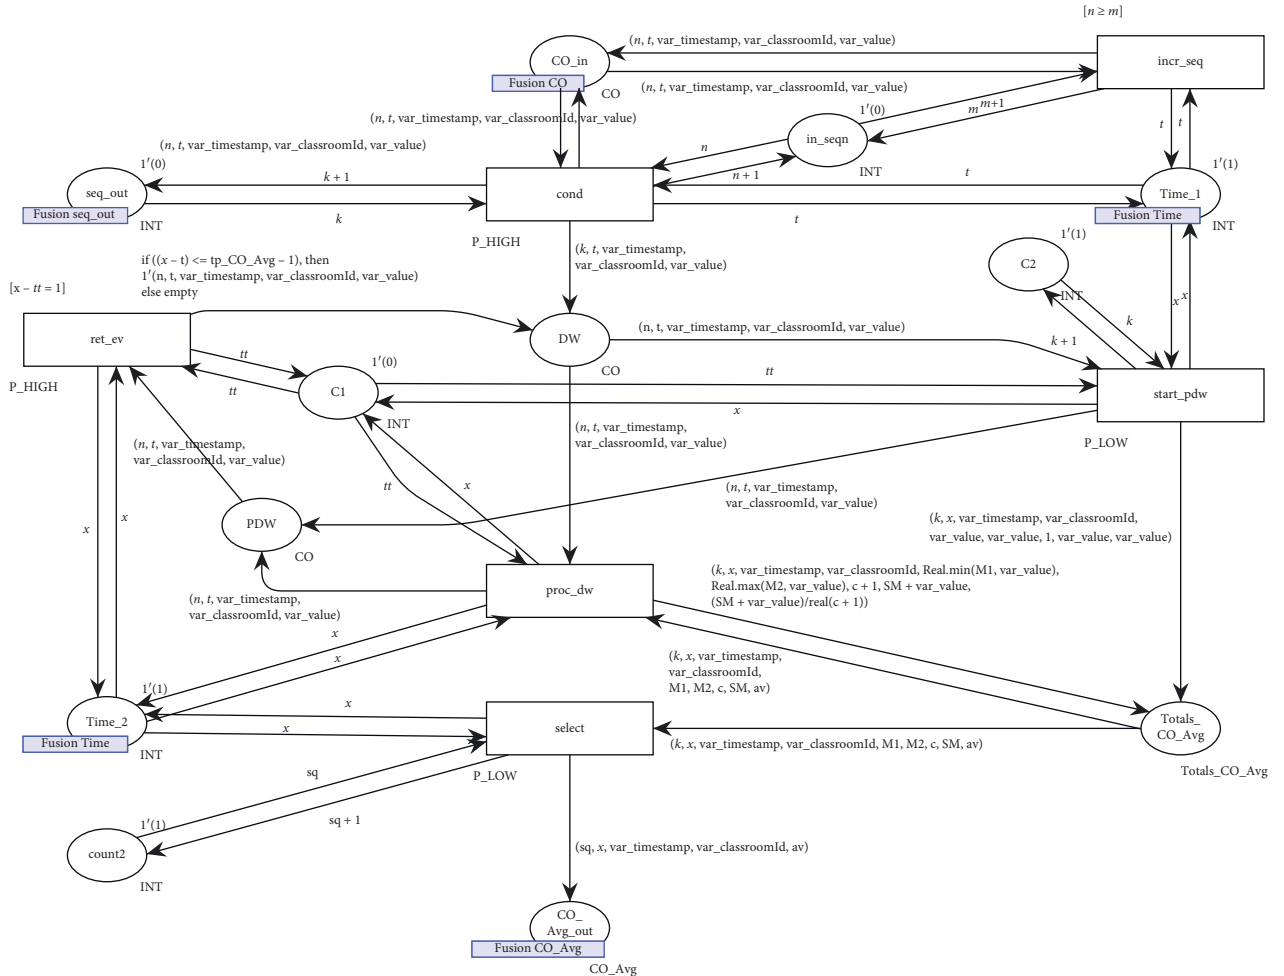 [n ≥ m]
(n, t, var_timestamp, var_classroomId, var_value)
CO_in
incr_seq
Fusion CO
CO
(n, t, var_timestamp, var_classroomId, var_value)
(n, t, var_timestamp, var_classroomId, var_value)
1′(0)
m
m+1
t
t
in_seqn
INT
n
n + 1
(n, t, var_timestamp, var_classroomId, var_value)
1′(0)
seq_out
Fusion seq_out
INT
k + 1
k
cond
P_HIGH
t
t
1′(1)
Time_1
Fusion Time
INT
(k, t, var_timestamp,
var_classroomId, var_value)
1′(1)
C2
INT
k
x
x
if ((x – t) <= tp_CO_Avg – 1), then
1′(n, t, var_timestamp, var_classroomId, var_value)
else empty
[x – tt = 1]
ret_ev
P_HIGH
DW
CO
(n, t, var_timestamp, var_classroomId, var_value)
k + 1
tt
tt
1′(0)
C1
INT
tt
x
start_pdw
P_LOW
(n, t, var_timestamp,
var_classroomId, var_value)
(n, t, var_timestamp,
var_classroomId, var_value)
tt
x
(n, t, var_timestamp,
var_classroomId, var_value)
x
x
PDW
CO
(k, x, var_timestamp, var_classroomId,
var_value, var_value, 1, var_value, var_value)
proc_dw
(k, x, var_timestamp, var_classroomId, Real.min(M1, var_value),
Real.max(M2, var_value), c + 1, SM + var_value,
(SM + var_value)/real(c + 1))
(n, t, var_timestamp,
var_classroomId, var_value)
x
x
(k, x, var_timestamp,
var_classroomId,
M1, M2, c, SM, av)
1′(1)
Time_2
Fusion Time
INT
x
x
select
P_LOW
(k, x, var_timestamp, var_classroomId, M1, M2, c, SM, av)
Totals_
CO_Avg
Totals_CO_Avg
sq
sq + 1
1′(1)
count2
INT
(sq, x, var_timestamp, var_classroomId, av)
CO_
Avg_out
Fusion CO_Avg
CO_Avg